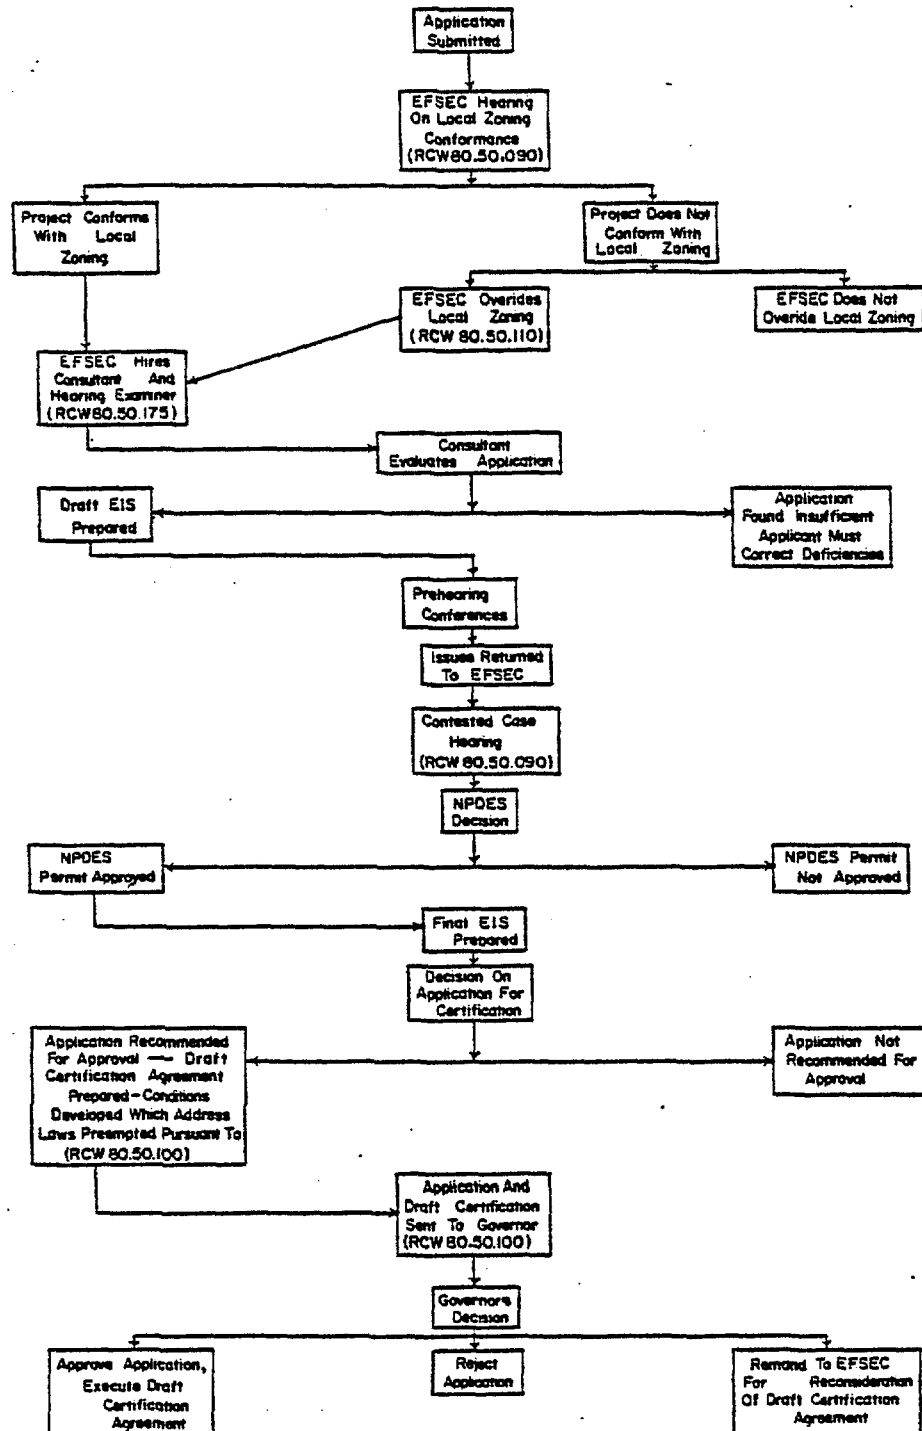 Application
Submitted
EFSEC Hearing
On Local Zoning
Conformance
(RCW 80.50.090)
Project Conforms
With Local
Zoning
Project Does Not
Conform With
Local Zoning
EFSEC Overides
Local Zoning
(RCW 80.50.110)
EFSEC Does Not
Overide Local Zoning
EFSEC Hires
Consultant And
Hearing Examiner
(RCW 80.50.175)
Consultant
Evaluates Application
Draft EIS
Prepared
Application
Found Insufficient
Applicant Must
Correct Deficiencies
Prehearing
Conferences
Issues Returned
To EFSEC
Contested Case
Hearing
(RCW 80.50.090)
NPDES
Decision
NPDES
Permit Approved
NPDES Permit
Not Approved
Final EIS
Prepared
Decision On
Application For
Certification
Application Recommended
For Approval — Draft
Certification Agreement
Prepared-Conditions
Developed Which Address
Laws Preempted Pursuant To
(RCW 80.50.100)
Application Not
Recommended For
Approval
Application And
Draft Certification
Sent To Governor
(RCW 80.50.100)
Governors
Decision
Approve Application,
Execute Draft
Certification
Agreement
Reject
Application
Remand To EFSEC
For Reconsideration
Of Draft Certification
Agreement